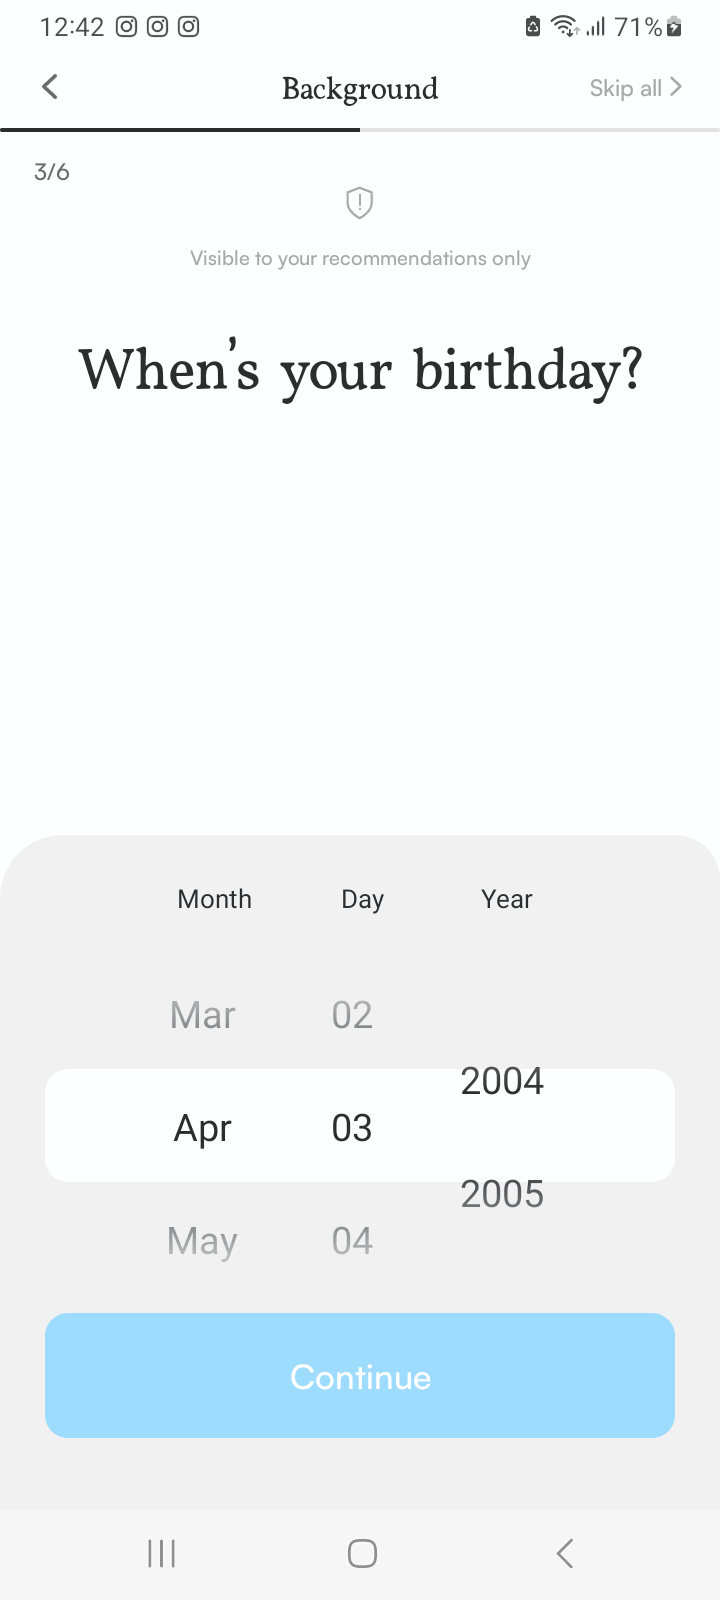 12:42 71%
Background Skip all
3/6
Visible to your recommendations only
When's your birthday?
Month Day Year
Mar 02
2004
Apr 03
2005
May 04
Continue